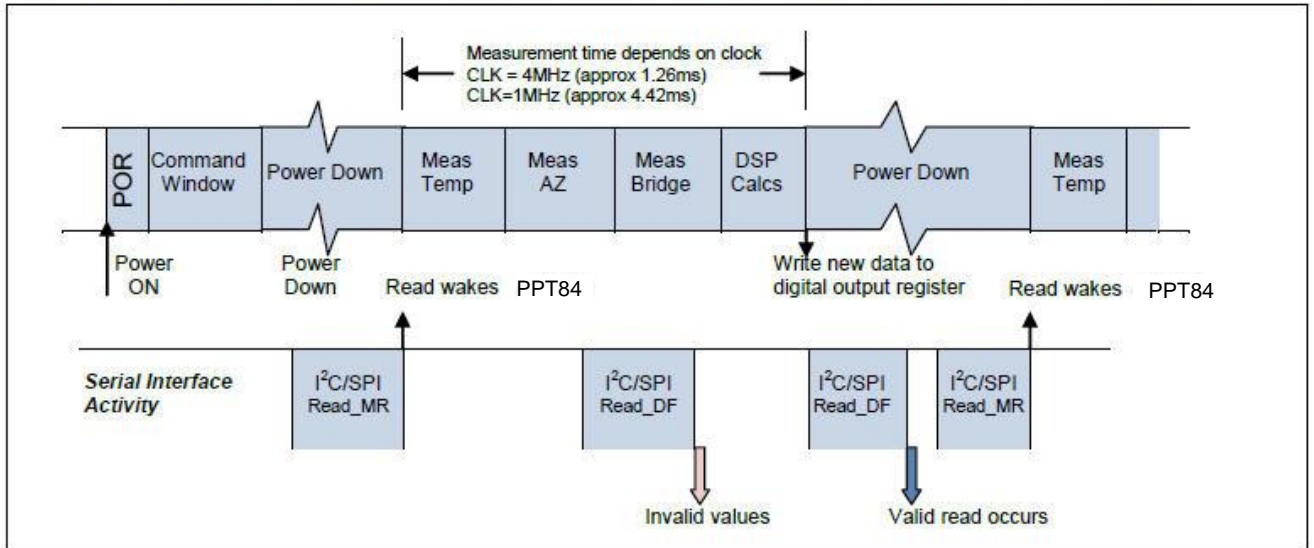 Measurement time depends on clock
CLK = 4MHz (approx 1.26ms)
CLK=1MHz (approx 4.42ms)
POR
Command
Window
Power Down
Meas
Temp
Meas
AZ
Meas
Bridge
DSP
Calcs
Power Down
Meas
Temp
Power
ON
Power
Down
Read wakes PPT84
Write new data to
digital output register
Read wakes PPT84
Serial Interface
Activity
I²C/SPI
Read_MR
I²C/SPI
Read_DF
I²C/SPI
Read_DF
I²C/SPI
Read_MR
Invalid values
Valid read occurs